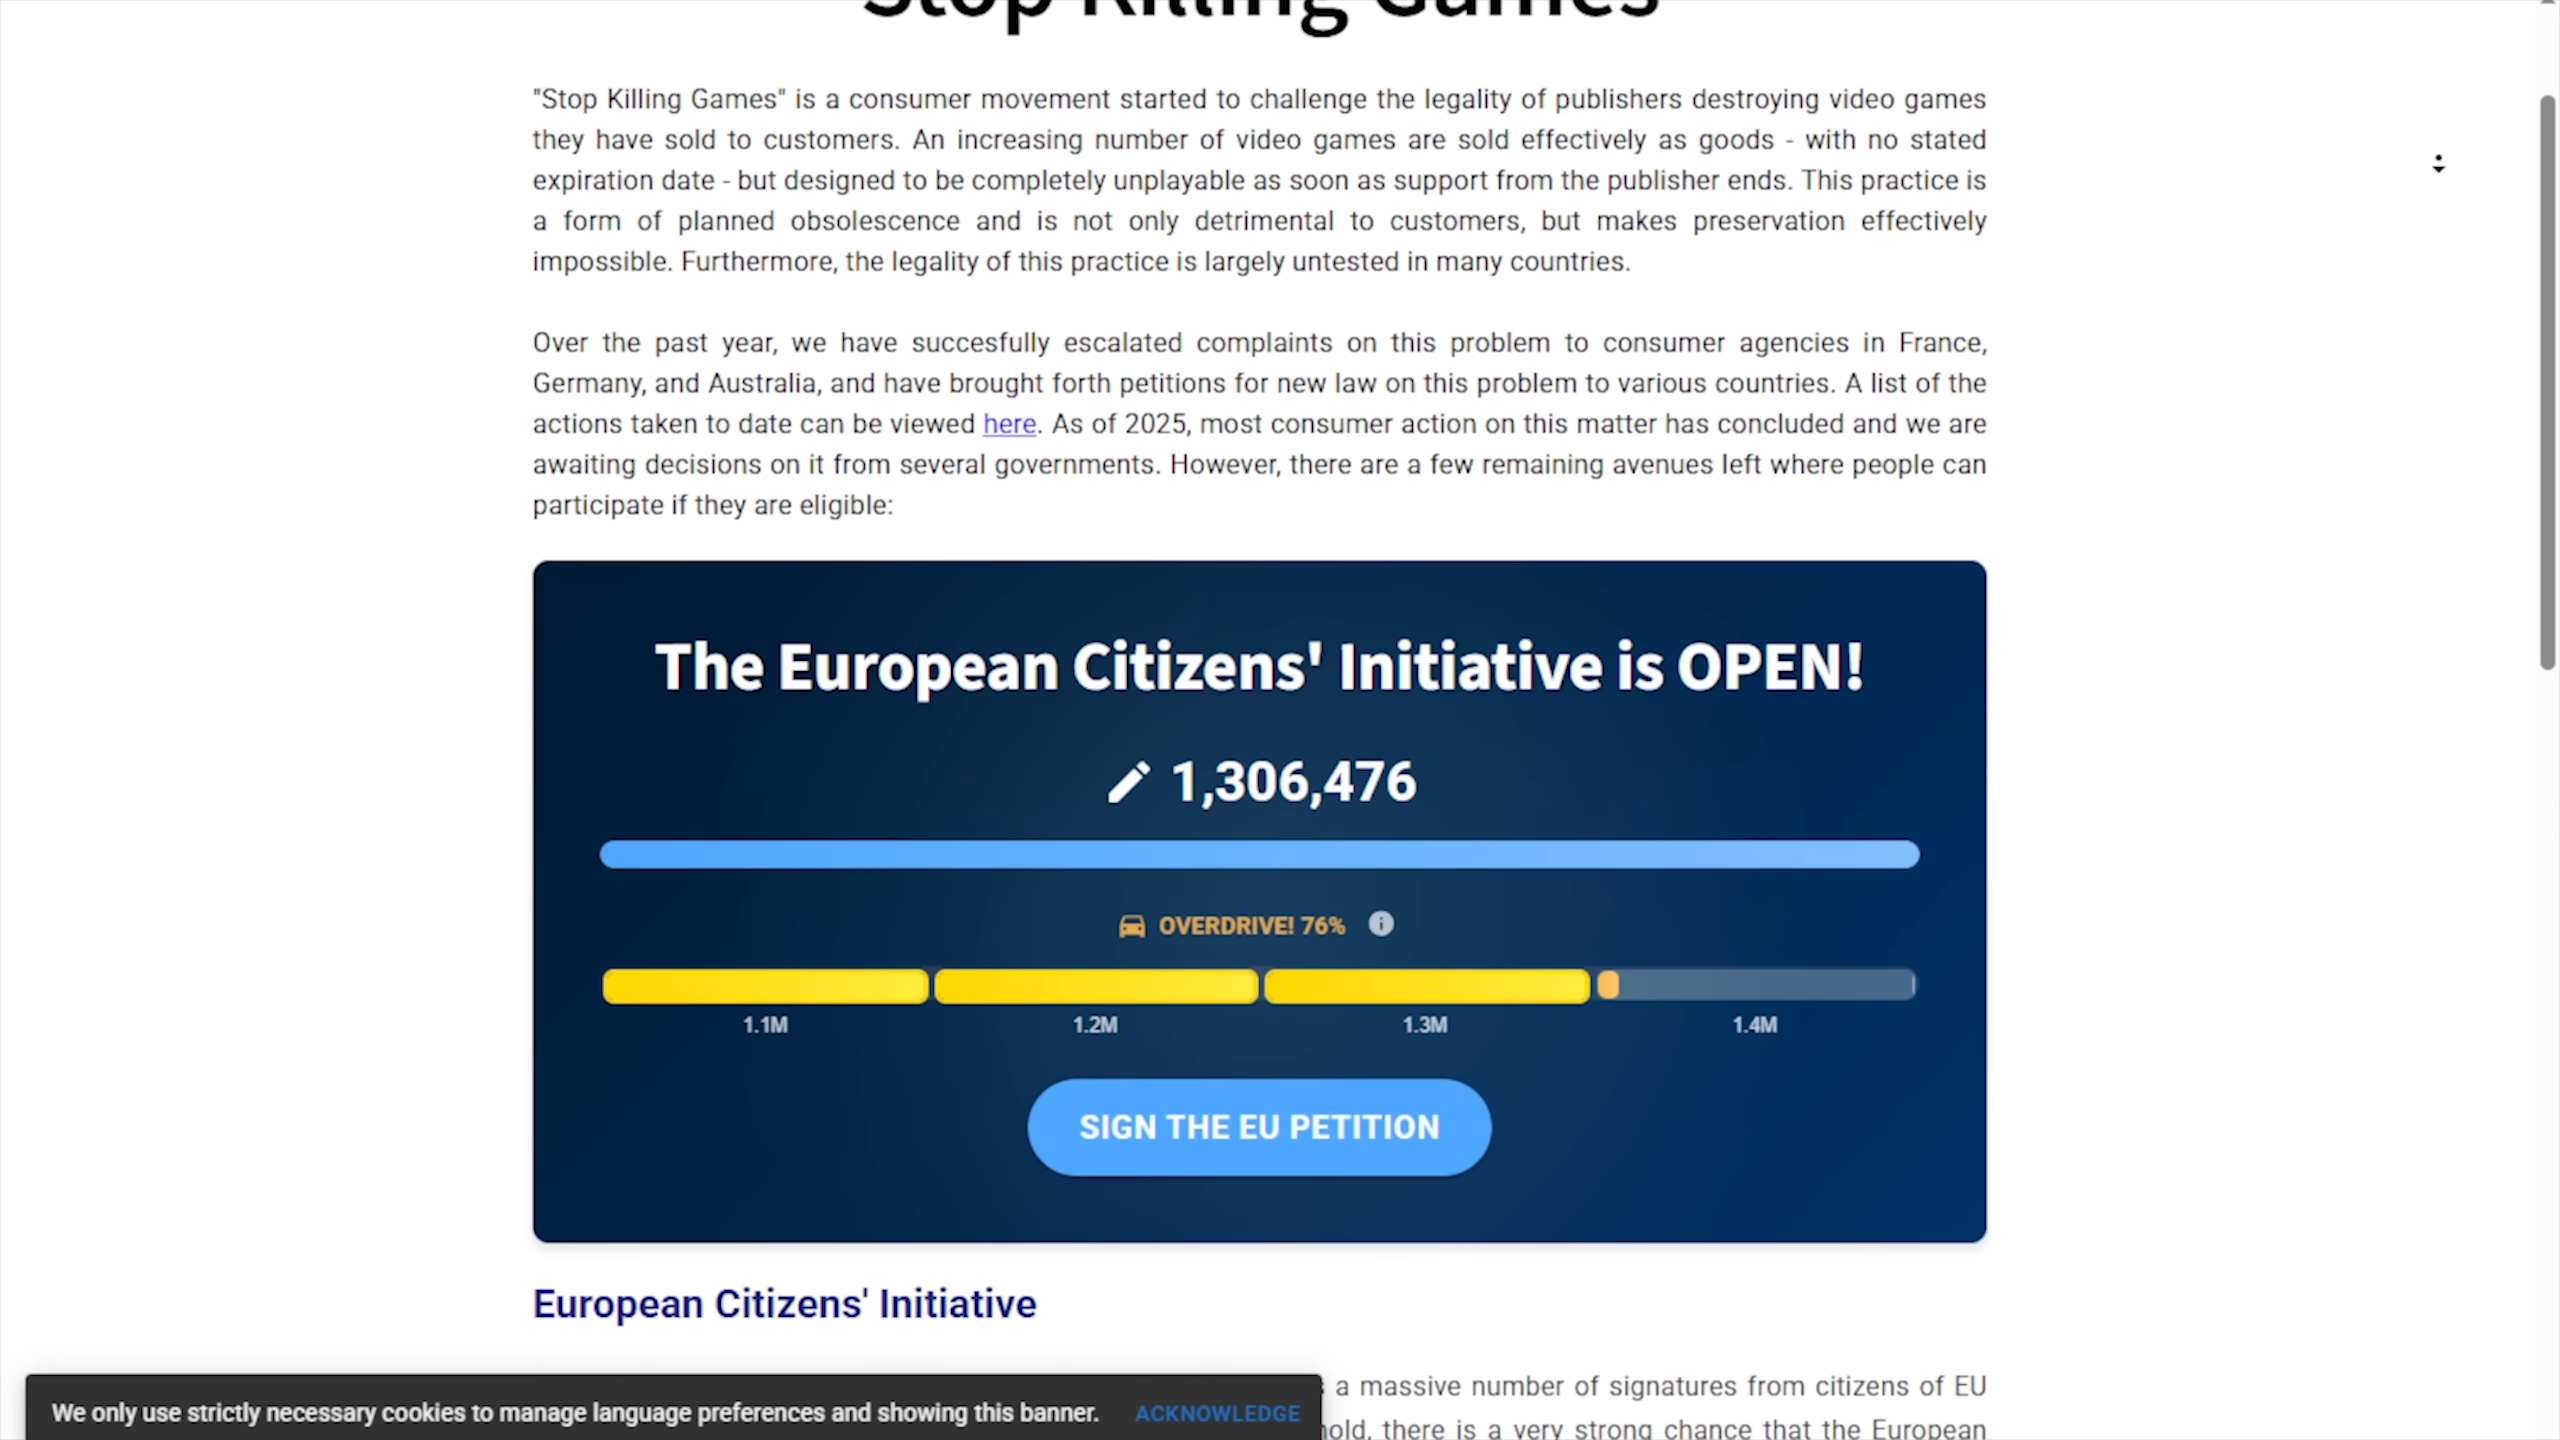 Stop Killing Games
"Stop Killing Games" is a consumer movement started to challenge the legality of publishers destroying video games
they have sold to customers. An increasing number of video games are sold effectively as goods - with no stated
expiration date - but designed to be completely unplayable as soon as support from the publisher ends. This practice is
a form of planned obsolescence and is not only detrimental to customers, but makes preservation effectively
impossible. Furthermore, the legality of this practice is largely untested in many countries.
Over the past year, we have succesfully escalated complaints on this problem to consumer agencies in France,
Germany, and Australia, and have brought forth petitions for new law on this problem to various countries. A list of the
actions taken to date can be viewed here. As of 2025, most consumer action on this matter has concluded and we are
awaiting decisions on it from several governments. However, there are a few remaining avenues left where people can
participate if they are eligible:
The European Citizens' Initiative is OPEN!
1,306,476
OVERDRIVE! 76%
1.1M 1.2M 1.3M 1.4M
SIGN THE EU PETITION
European Citizens' Initiative
a massive number of signatures from citizens of EU
there is a very strong chance that the European
We only use strictly necessary cookies to manage language preferences and showing this banner. ACKNOWLEDGE